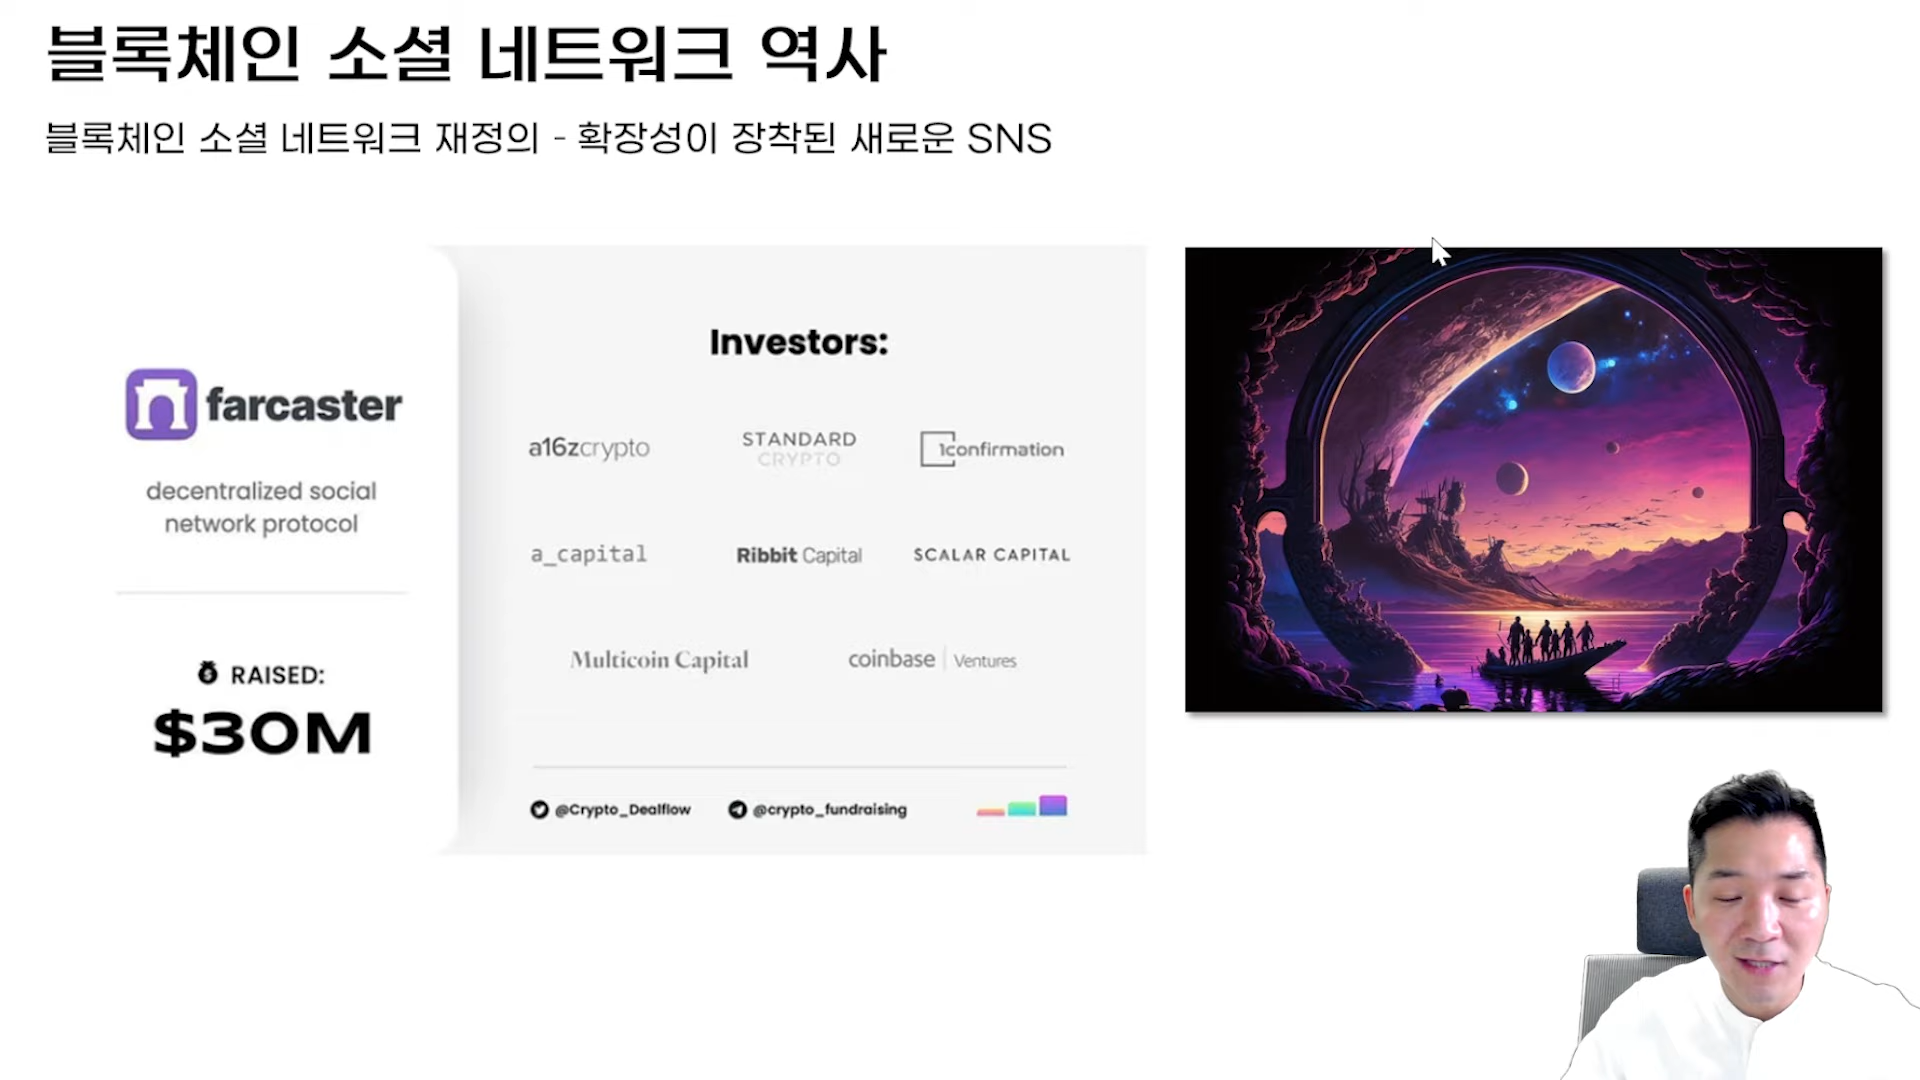 블록체인 소셜 네트워크 역사
블록체인 소셜 네트워크 재정의 - 확장성이 장착된 새로운 SNS
farcaster
decentralized social
network protocol
RAISED:
$30M
Investors:
a16zcrypto
STANDARD
CRYPTO
1confirmation
a_capital
Ribbit Capital
SCALAR CAPITAL
Multicoin Capital
coinbase | Ventures
@Crypto_Dealflow
@crypto_fundraising